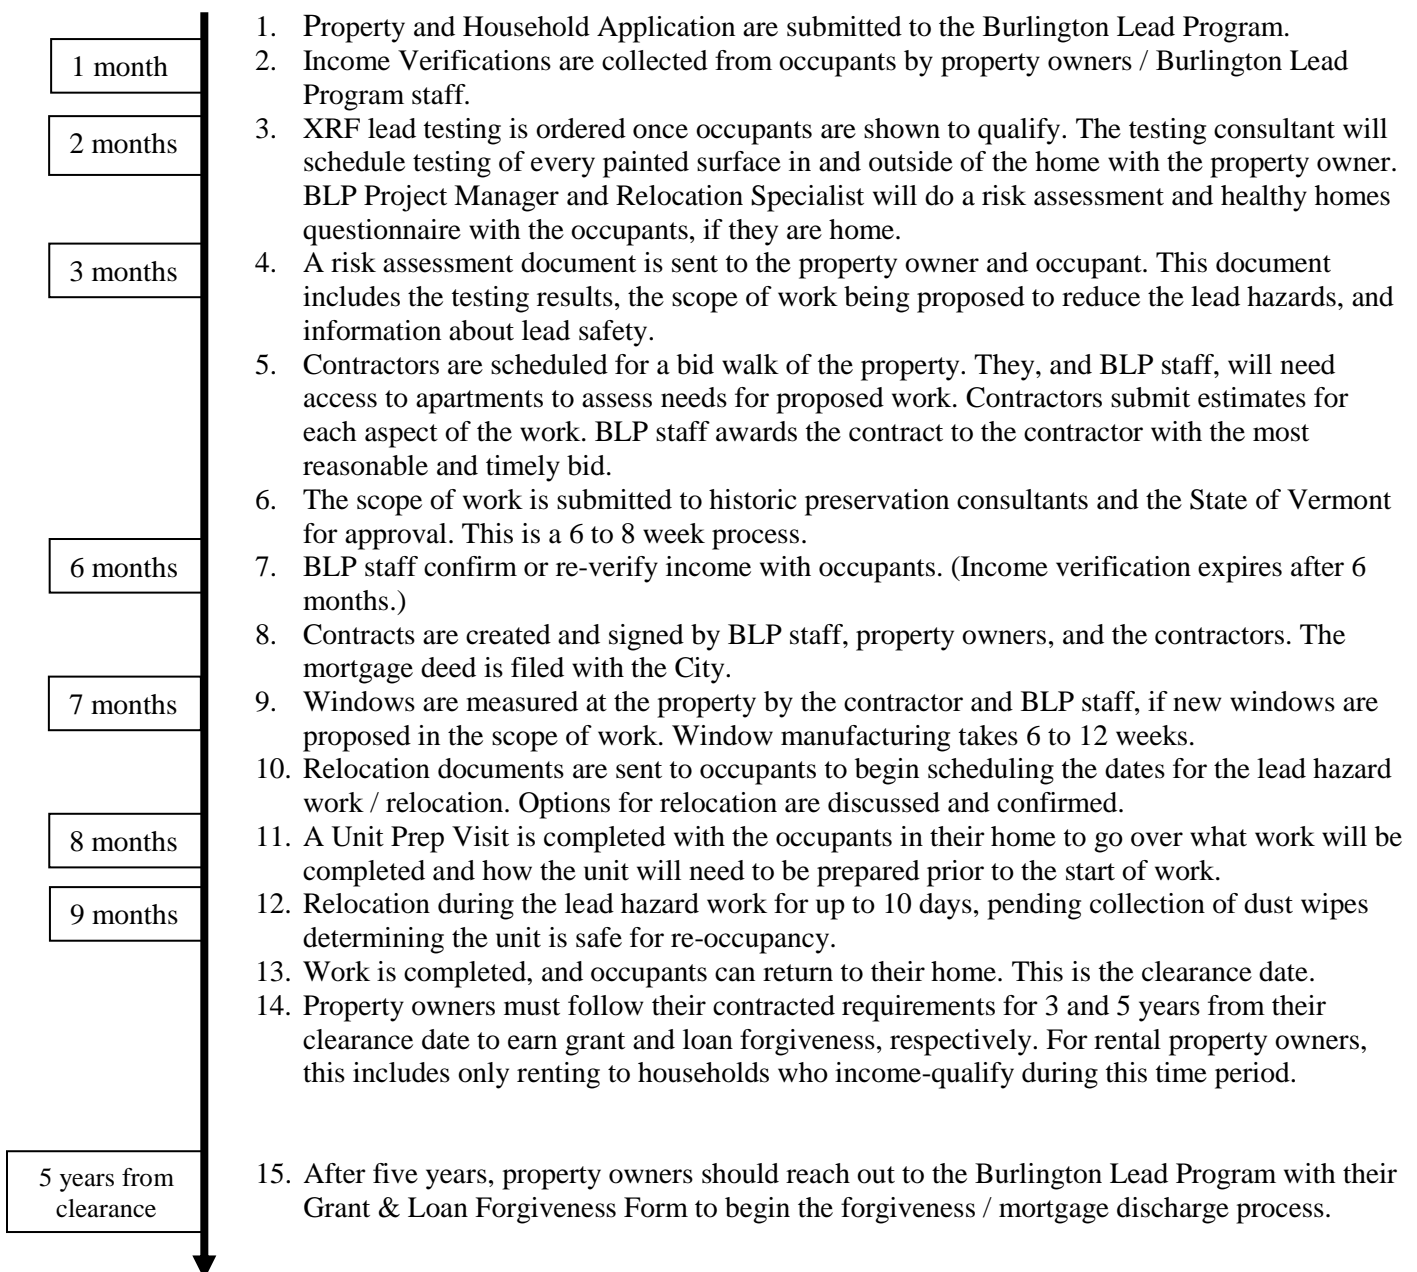 1. Property and Household Application are submitted to the Burlington Lead Program.
1 month
2. Income Verifications are collected from occupants by property owners / Burlington Lead
Program staff.
2 months
3. XRF lead testing is ordered once occupants are shown to qualify. The testing consultant will
schedule testing of every painted surface in and outside of the home with the property owner.
BLP Project Manager and Relocation Specialist will do a risk assessment and healthy homes
questionnaire with the occupants, if they are home.
3 months
4. A risk assessment document is sent to the property owner and occupant. This document
includes the testing results, the scope of work being proposed to reduce the lead hazards, and
information about lead safety.
5. Contractors are scheduled for a bid walk of the property. They, and BLP staff, will need
access to apartments to assess needs for proposed work. Contractors submit estimates for
each aspect of the work. BLP staff awards the contract to the contractor with the most
reasonable and timely bid.
6. The scope of work is submitted to historic preservation consultants and the State of Vermont
for approval. This is a 6 to 8 week process.
6 months
7. BLP staff confirm or re-verify income with occupants. (Income verification expires after 6
months.)
8. Contracts are created and signed by BLP staff, property owners, and the contractors. The
mortgage deed is filed with the City.
7 months
9. Windows are measured at the property by the contractor and BLP staff, if new windows are
proposed in the scope of work. Window manufacturing takes 6 to 12 weeks.
10. Relocation documents are sent to occupants to begin scheduling the dates for the lead hazard
work / relocation. Options for relocation are discussed and confirmed.
8 months
11. A Unit Prep Visit is completed with the occupants in their home to go over what work will be
completed and how the unit will need to be prepared prior to the start of work.
9 months
12. Relocation during the lead hazard work for up to 10 days, pending collection of dust wipes
determining the unit is safe for re-occupancy.
13. Work is completed, and occupants can return to their home. This is the clearance date.
14. Property owners must follow their contracted requirements for 3 and 5 years from their
clearance date to earn grant and loan forgiveness, respectively. For rental property owners,
this includes only renting to households who income-qualify during this time period.
5 years from
clearance
15. After five years, property owners should reach out to the Burlington Lead Program with their
Grant & Loan Forgiveness Form to begin the forgiveness / mortgage discharge process.